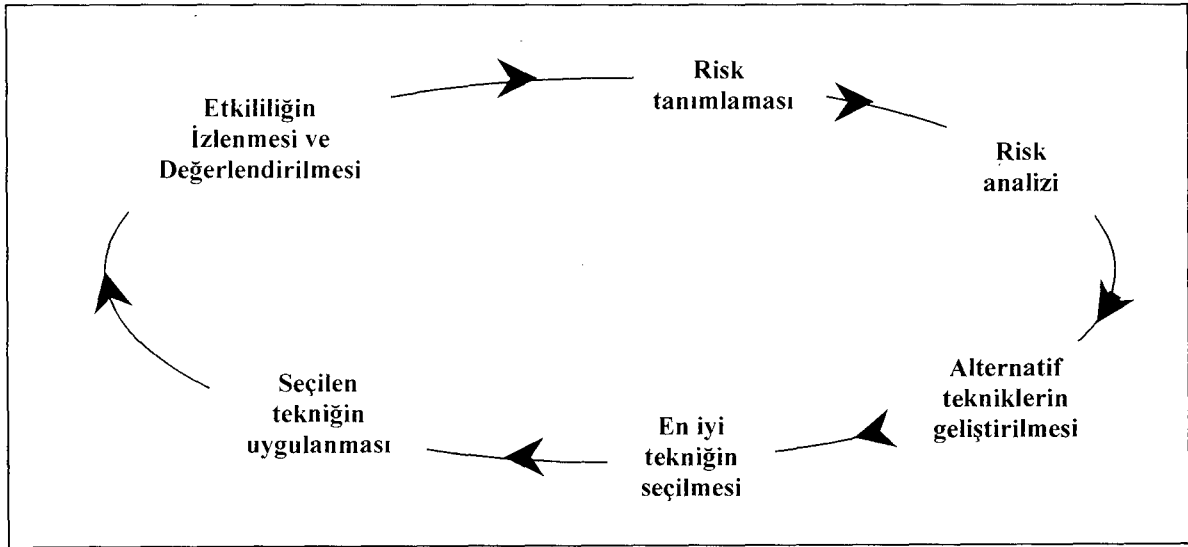 Risk
tanımlaması
Risk
analizi
Alternatif
tekniklerin
geliştirilmesi
En iyi
tekniğin
seçilmesi
Seçilen
tekniğin
uygulanması
Etkililiğin
İzlenmesi ve
Değerlendirilmesi